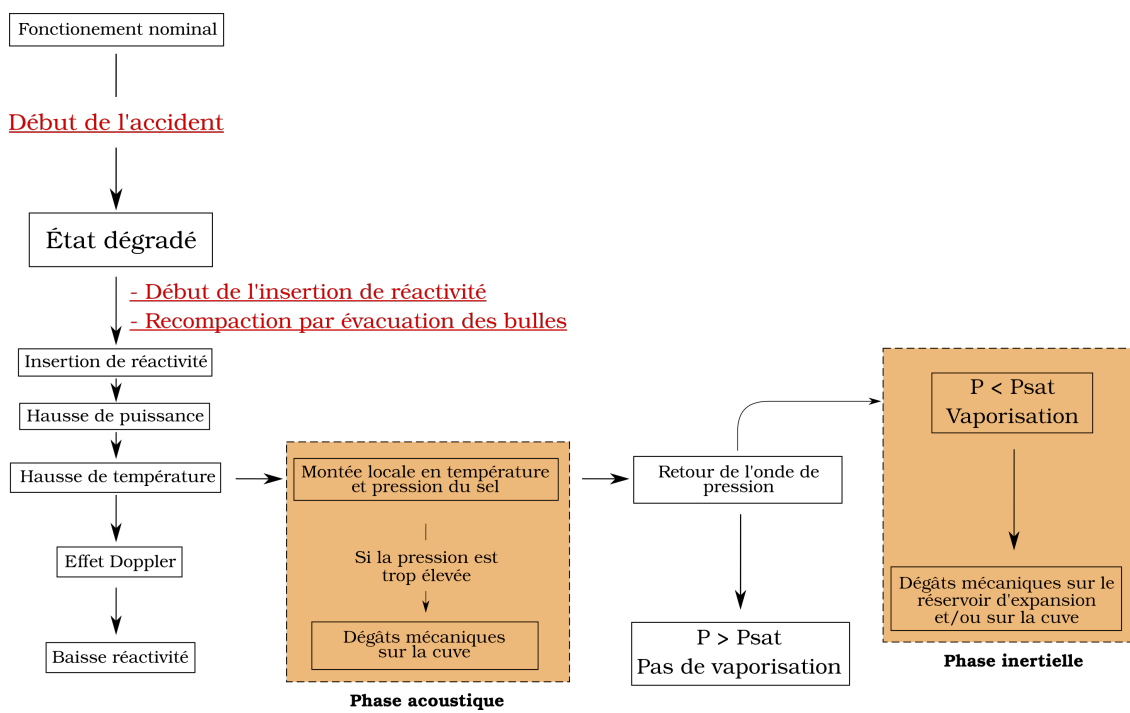 Fonctionement nominal
Début de l'accident
État dégradé
- Début de l'insertion de réactivité
- Recompaction par évacuation des bulles
Insertion de réactivité
Hausse de puissance
Hausse de température
Effet Doppler
Baisse réactivité
Montée locale en température
et pression du sel
Si la pression est
trop élevée
Dégâts mécaniques
sur la cuve
Phase acoustique
Retour de l'onde de
pression
P > Psat
Pas de vaporisation
P < Psat
Vaporisation
Dégâts mécaniques sur le
réservoir d'expansion
et/ou sur la cuve
Phase inertielle